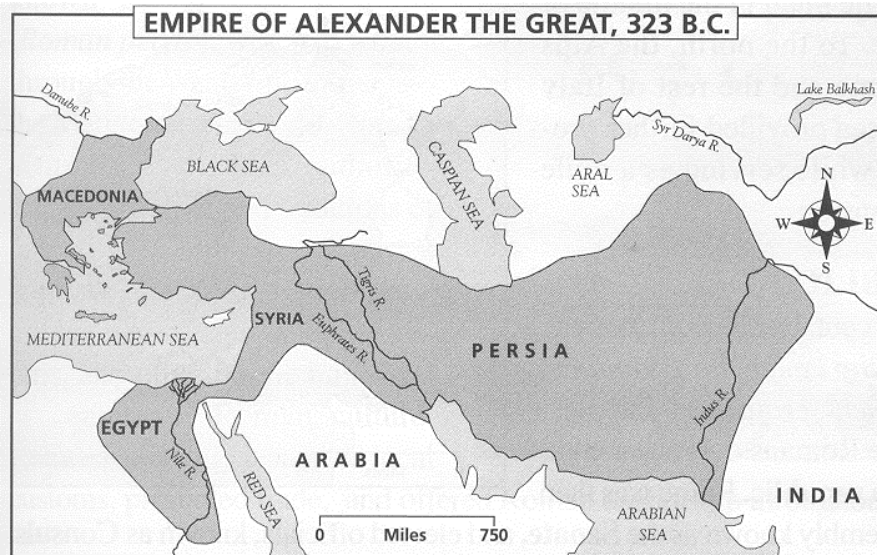 EMPIRE OF ALEXANDER THE GREAT, 323 B.C.
Danube R.
Lake Balkhash
Syr Darya R.
BLACK SEA
CASPIAN SEA
ARAL
SEA
MACEDONIA
N
W
E
S
Tigris R.
SYRIA
Euphrates R.
MEDITERRANEAN SEA
PERSIA
Indus R.
EGYPT
Nile R.
ARABIA
RED SEA
INDIA
ARABIAN
SEA
0 Miles 750